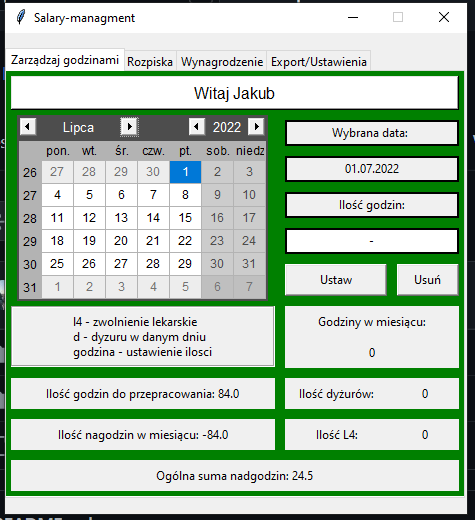 Salary-managment
Zarządzaj godzinami Rozpiska Wynagrodzenie Export/Ustawienia
Witaj Jakub
Lipca 2022
pon. wt. śr. czw. pt. sob. niedz
26 27 28 29 30 1 2 3
27 4 5 6 7 8 9 10
28 11 12 13 14 15 16 17
29 18 19 20 21 22 23 24
30 25 26 27 28 29 30 31
31 1 2 3 4 5 6 7
Wybrana data:
01.07.2022
Ilość godzin:
-
Ustaw Usuń
l4 - zwolnienie lekarskie
d - dyzuru w danym dniu
godzina - ustawienie ilosci
Godziny w miesiącu:
0
Ilość godzin do przepracowania: 84.0
Ilość dyżurów: 0
Ilość nagodzin w miesiącu: -84.0
Ilość L4: 0
Ogólna suma nadgodzin: 24.5